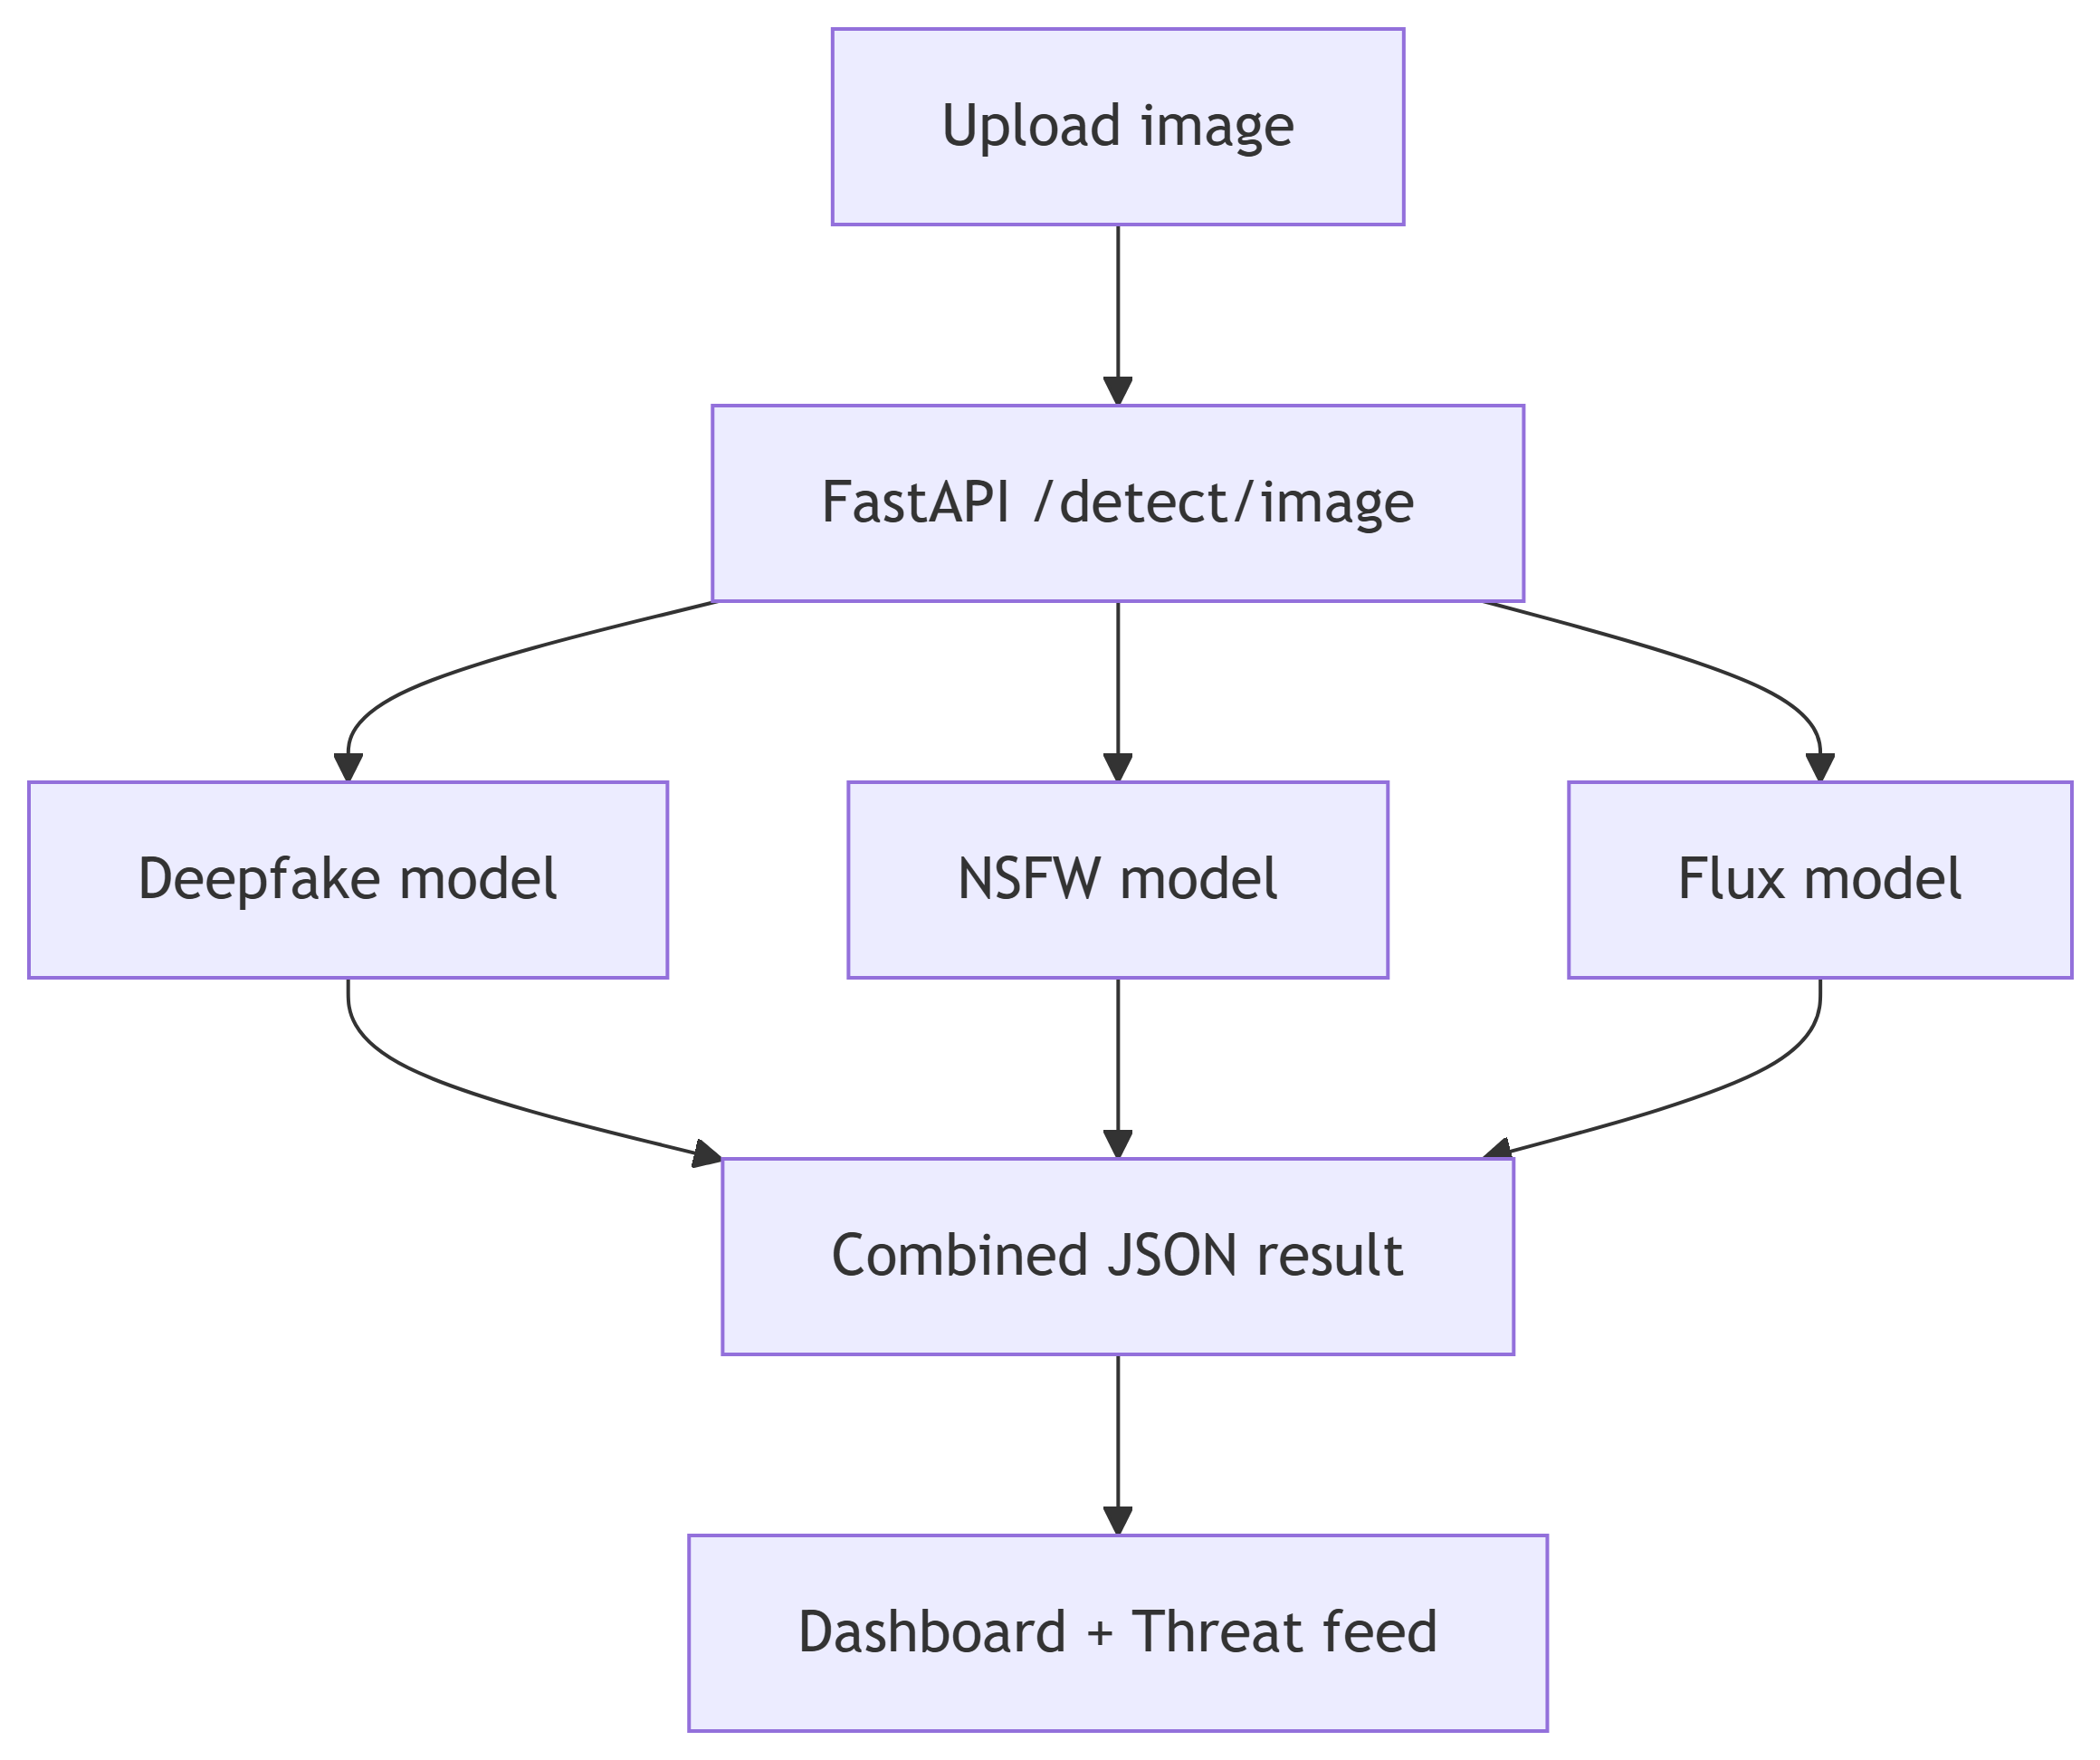 Upload image
FastAPI /detect/image
Deepfake model
NSFW model
Flux model
Combined JSON result
Dashboard + Threat feed